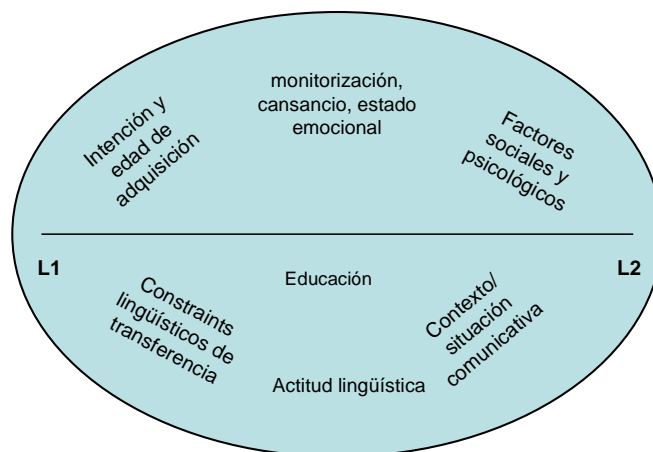 monitorización,
cansancio, estado
emocional
Intención y
edad de
adquisición
Factores
sociales y
psicológicos
L1
L2
Educación
Constraints
lingüísticos de
transferencia
Contexto/
situación
comunicativa
Actitud lingüística